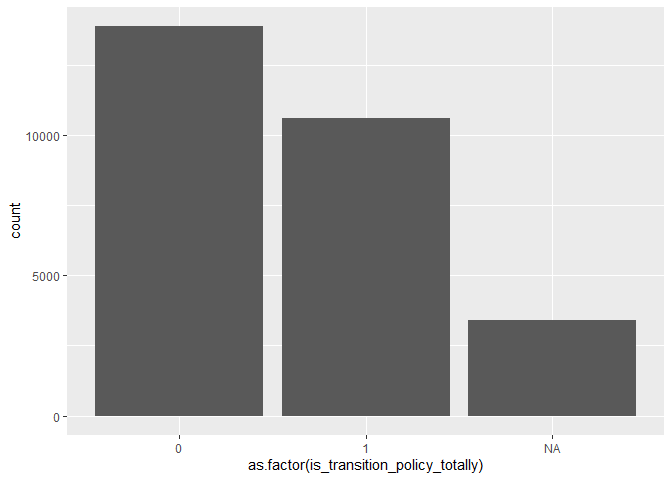 10000
5000
0
count
0 1 NA
as.factor(is_transition_policy_totally)